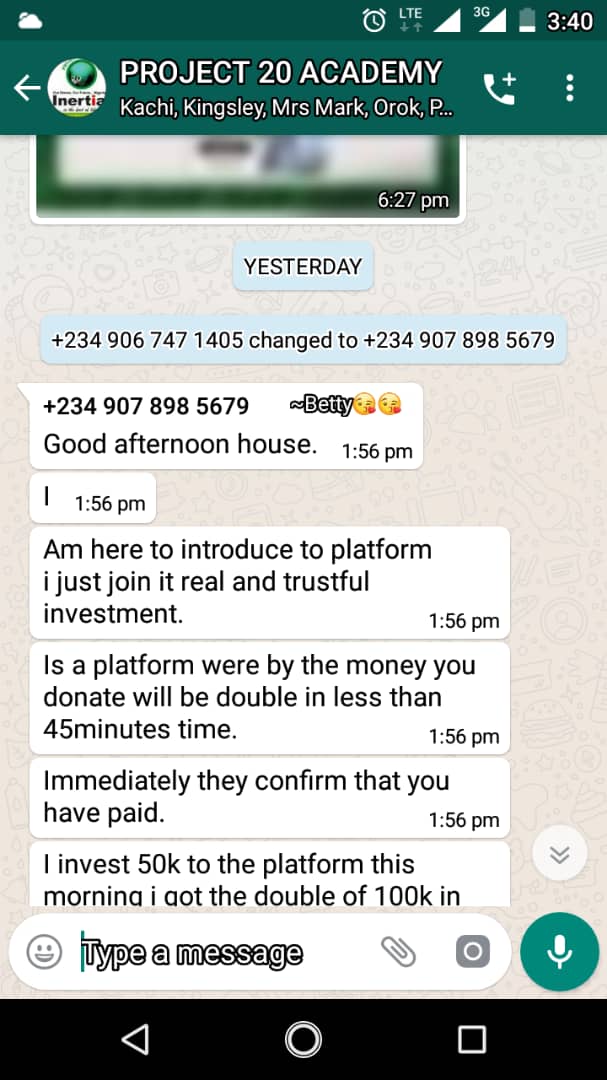 LTE 3G 3:40
PROJECT 20 ACADEMY
Inertia
Kachi, Kingsley, Mrs Mark, Orok, P...
6:27 pm
YESTERDAY
+234 906 747 1405 changed to +234 907 898 5679
+234 907 898 5679 ~Betty😘😘
Good afternoon house. 1:56 pm
I 1:56 pm
Am here to introduce to platform
i just join it real and trustful
investment. 1:56 pm
Is a platform were by the money you
donate will be double in less than
45minutes time. 1:56 pm
Immediately they confirm that you
have paid. 1:56 pm
I invest 50k to the platform this
morning i got the double of 100k in
Type a message